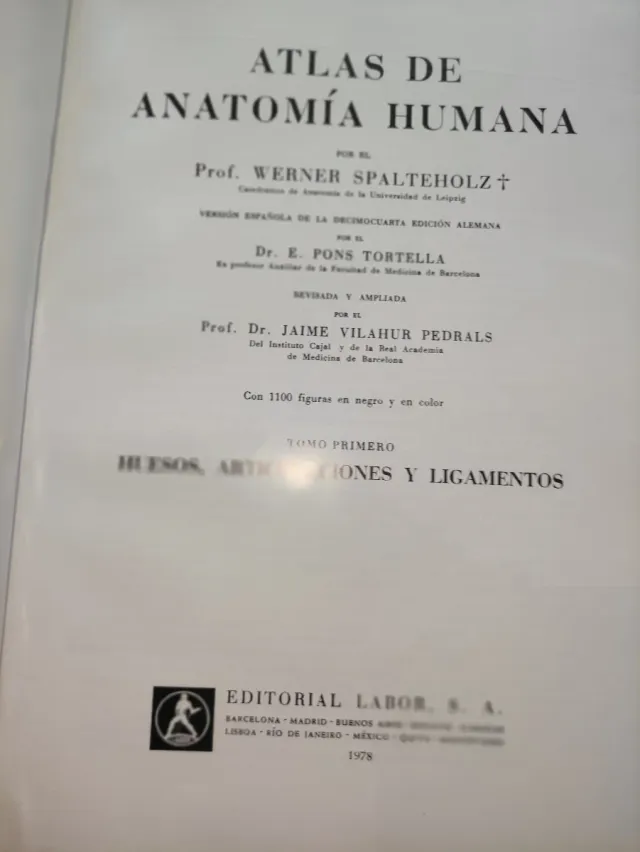 ATLAS DE
ANATOMÍA HUMANA
POR EL
Prof. WERNER SPALTEHOLZ †
Catedrático de Anatomía de la Universidad de Leipzig
VERSIÓN ESPAÑOLA DE LA DECIMOCUARTA EDICIÓN ALEMANA
POR EL
Dr. E. PONS TORTELLA
Ex profesor Auxiliar de la Facultad de Medicina de Barcelona
REVISADA Y AMPLIADA
POR EL
Prof. Dr. JAIME VILAHUR PEDRALS
Del Instituto Cajal y de la Real Academia
de Medicina de Barcelona
Con 1100 figuras en negro y en color
TOMO PRIMERO
HUESOS, Y LIGAMENTOS
EDITORIAL LABOR, S. A.
BARCELONA - MADRID - BUENOS
LISBOA - RÍO DE JANEIRO - MÉXICO -
1978